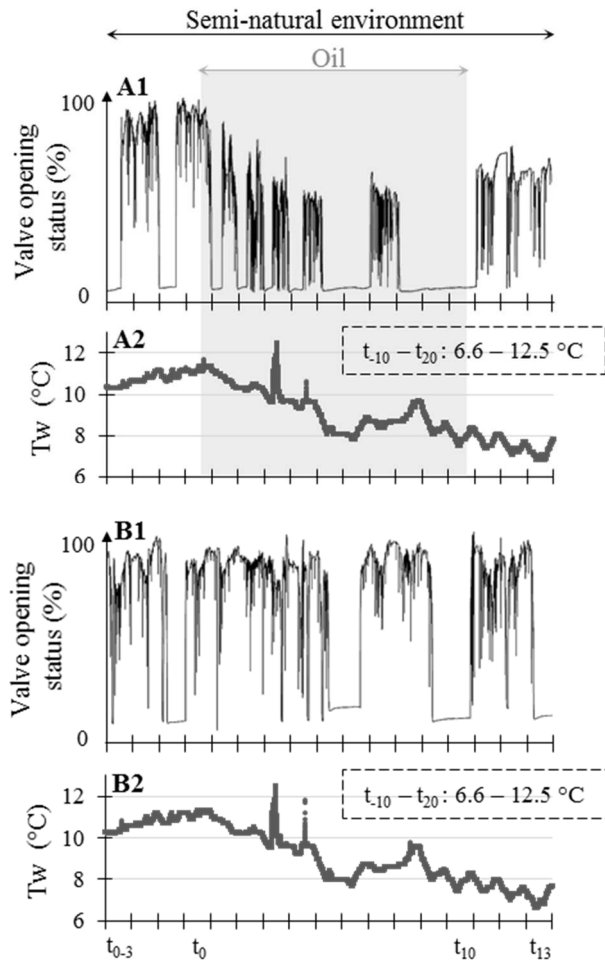 Semi-natural environment
Oil
A1
100
Valve opening
status (%)
0
A2
t-10 – t20 : 6.6 – 12.5 °C
12
10
8
6
Tw (°C)
B1
100
Valve opening
status (%)
0
B2
t-10 – t20 : 6.6 – 12.5 °C
12
10
8
6
Tw (°C)
t0-3 t0 t10 t13